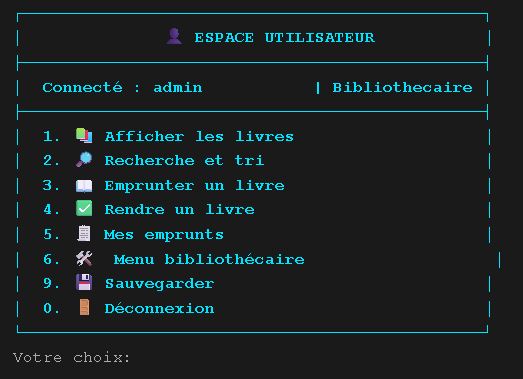 👤 ESPACE UTILISATEUR
Connecté : admin | Bibliothecaire
1. 📚 Afficher les livres
2. 🔎 Recherche et tri
3. 📖 Emprunter un livre
4. ✅ Rendre un livre
5. 📋 Mes emprunts
6. 🛠 Menu bibliothécaire
9. 💾 Sauvegarder
0. 🚪 Déconnexion
Votre choix: